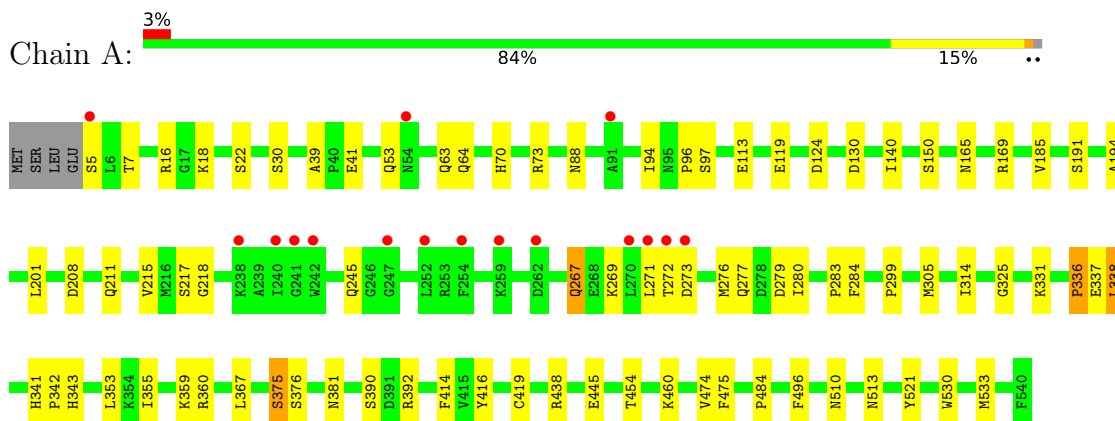 3%
Chain A:
84% 15% ..
MET SER LEU GLU S5 L6 T7 R16 G17 K18 S22 S30 A39 P40 E41 Q53 N54 Q63 Q64 H70 R73 N88 A91 I94 N95 P96 S97 E113 E119 D124 D130 I140 S150 N165 R169 V185 S191 A194
L201 D208 Q211 V215 M216 S217 G218 K238 A239 I240 G241 W242 Q245 G246 G247 L252 R253 F254 K259 D262 Q267 E268 K269 L270 L271 T272 D273 M276 Q277 D278 D279 I280 P283 F284 P299 M305 I314 G325 K331 P336 E337 L338
H341 P342 H343 L353 K354 I355 K359 R360 L367 S375 S376 N381 S390 D391 R392 F414 V415 Y416 C419 R438 E445 T454 K460 V474 F475 P484 F496 N510 N513 Y521 W530 M533 F540